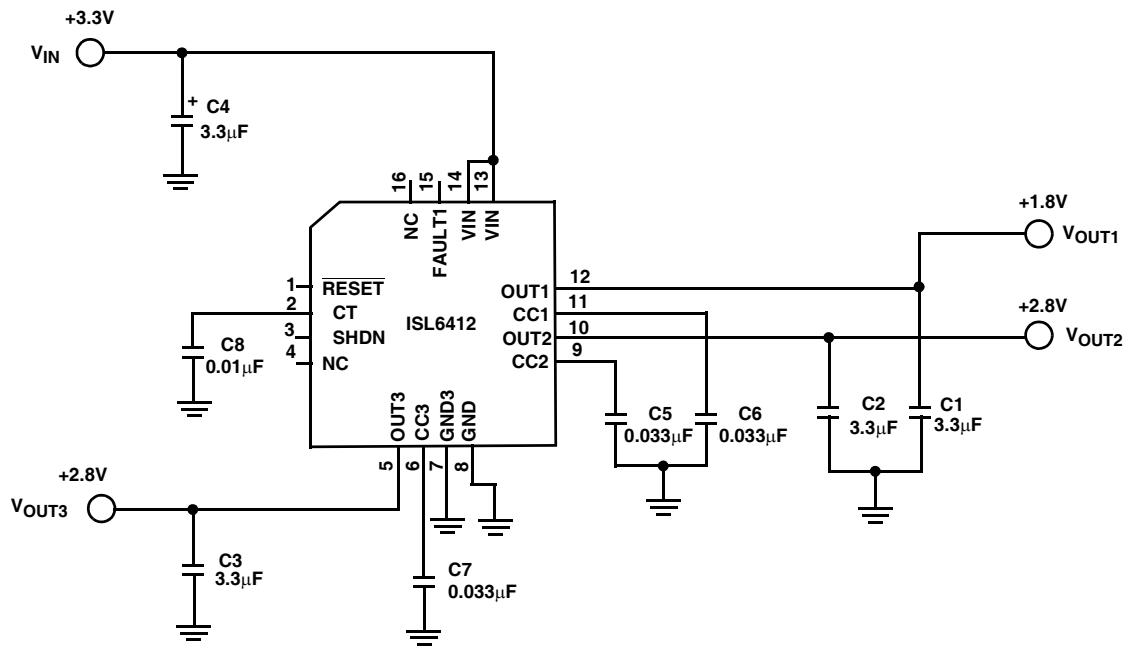 +3.3V
VIN
+
C4
3.3μF
16
15
14
13
NC
FAULT1
VIN
VIN
+1.8V
VOUT1
1
RESET
2
CT
3
SHDN
4
NC
ISL6412
OUT1
12
CC1
11
OUT2
10
CC2
9
+2.8V
VOUT2
C8
0.01μF
OUT3
CC3
GND3
GND
5
6
7
8
C5
0.033μF
C6
0.033μF
C2
3.3μF
C1
3.3μF
+2.8V
VOUT3
C3
3.3μF
C7
0.033μF